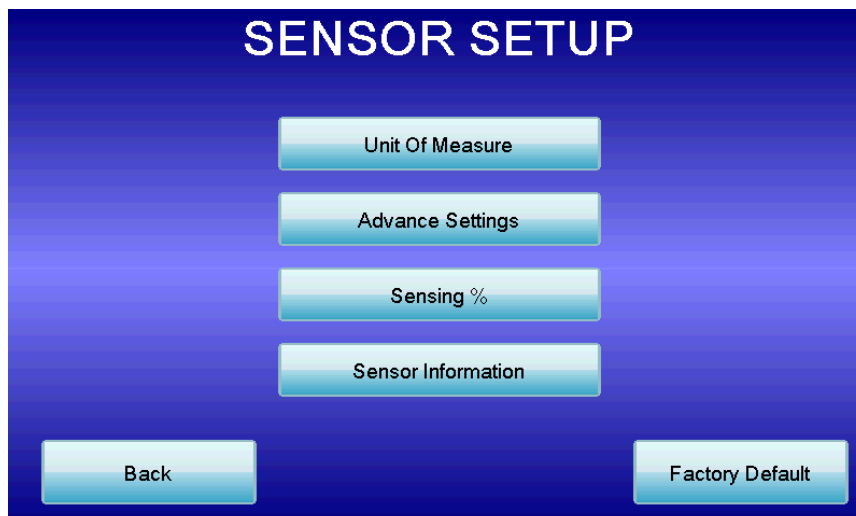 SENSOR SETUP
Unit Of Measure
Advance Settings
Sensing %
Sensor Information
Back
Factory Default